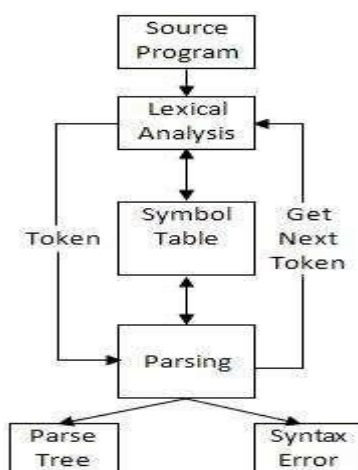 Source
Program
Lexical
Analysis
Symbol
Table
Token
Get
Next
Token
Parsing
Parse
Tree
Syntax
Error